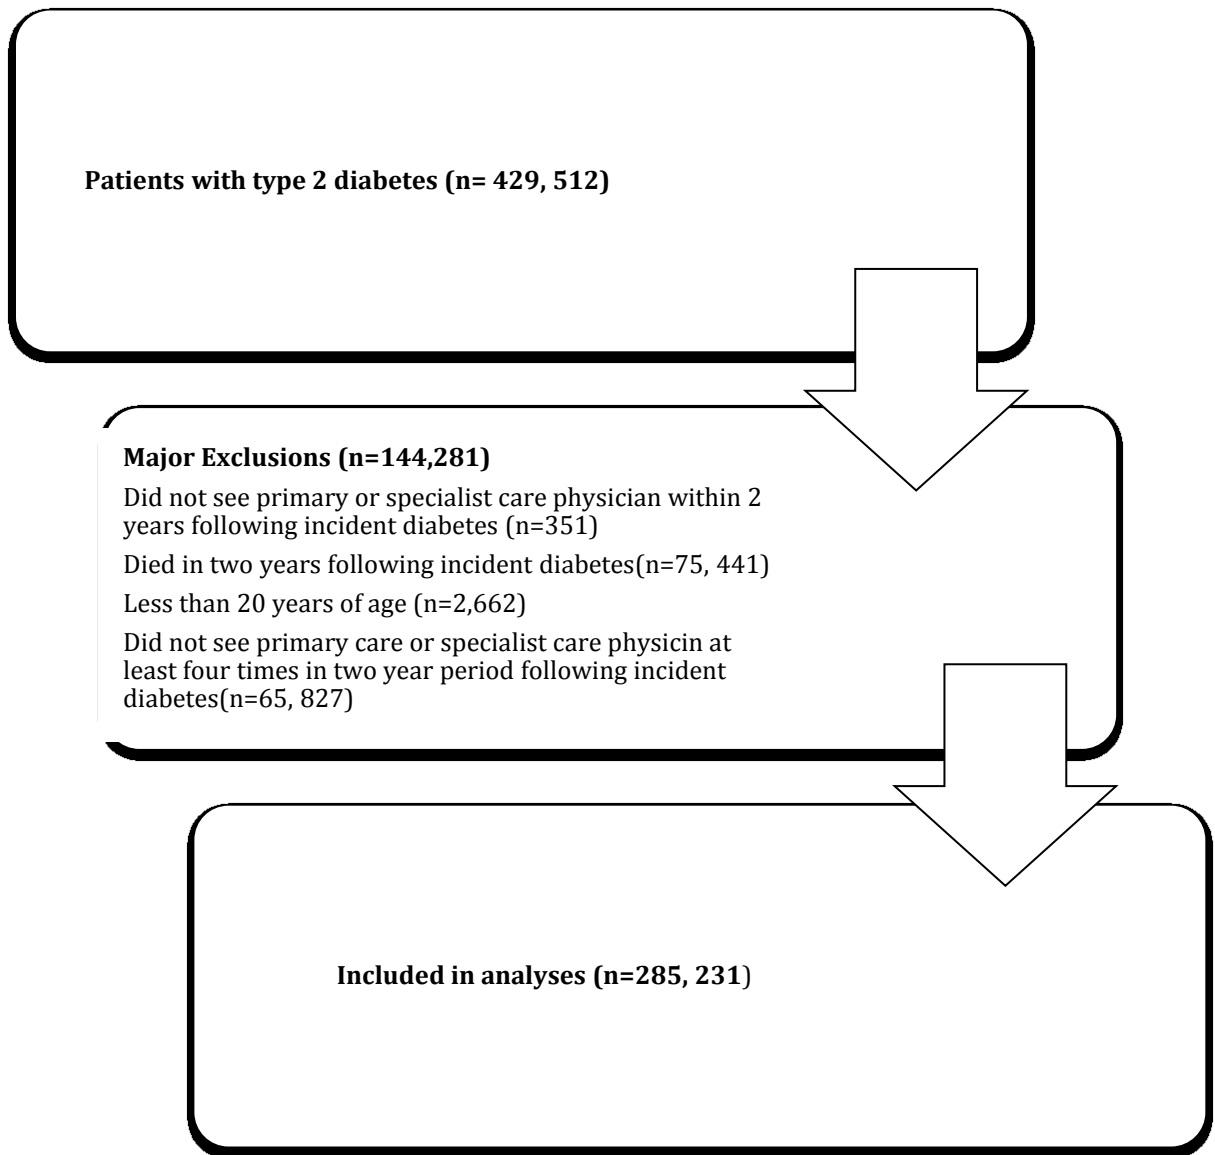 Patients with type 2 diabetes (n= 429, 512)
Major Exclusions (n=144,281)
Did not see primary or specialist care physician within 2
years following incident diabetes (n=351)
Died in two years following incident diabetes(n=75, 441)
Less than 20 years of age (n=2,662)
Did not see primary care or specialist care physicin at
least four times in two year period following incident
diabetes(n=65, 827)
Included in analyses (n=285, 231)